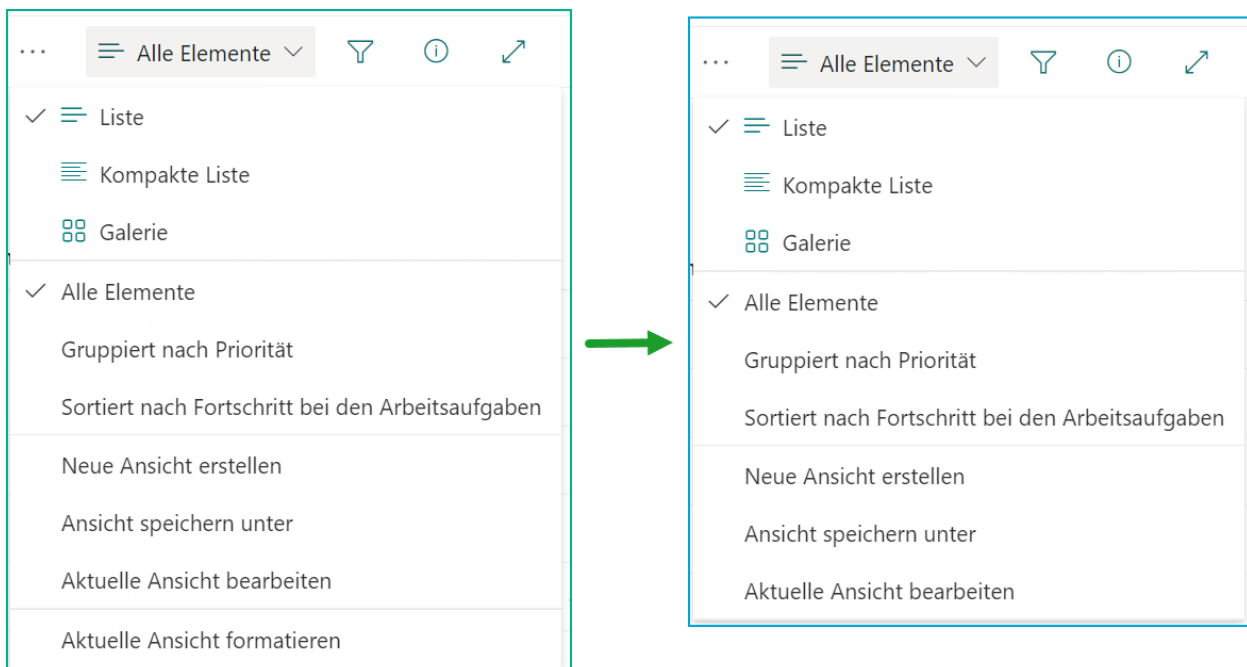 ··· Alle Elemente
Liste
Kompakte Liste
Galerie
Alle Elemente
Gruppiert nach Priorität
Sortiert nach Fortschritt bei den Arbeitsaufgaben
Neue Ansicht erstellen
Ansicht speichern unter
Aktuelle Ansicht bearbeiten
Aktuelle Ansicht formatieren
··· Alle Elemente
Liste
Kompakte Liste
Galerie
Alle Elemente
Gruppiert nach Priorität
Sortiert nach Fortschritt bei den Arbeitsaufgaben
Neue Ansicht erstellen
Ansicht speichern unter
Aktuelle Ansicht bearbeiten